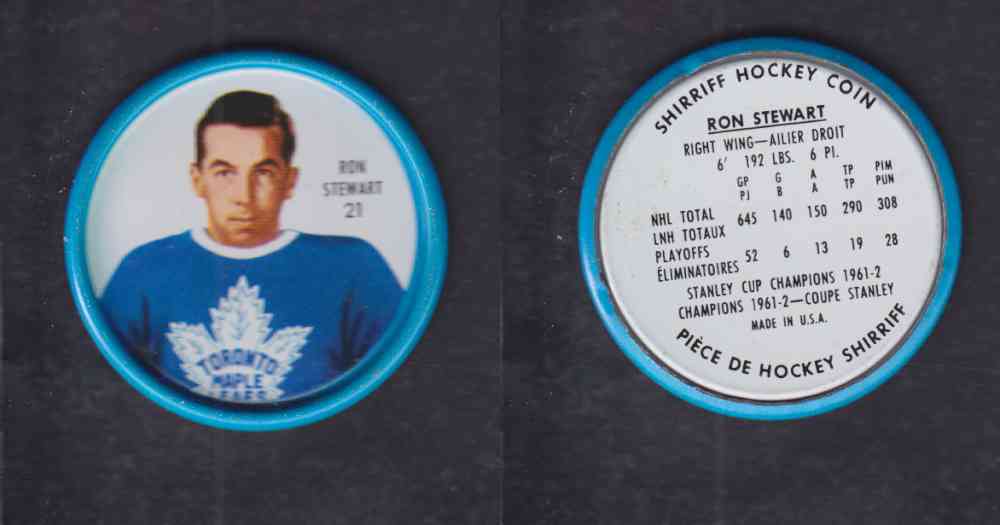 RON
STEWART
21
TORONTO
MAPLE
LEAFS
SHIRRIFF HOCKEY COIN
RON STEWART
RIGHT WING—AILIER DROIT
6' 192 LBS. 6 PI.
GP G A TP PIM
PJ B A TP PUN
NHL TOTAL 645 140 150 290 308
LNH TOTAUX
PLAYOFFS 52 6 13 19 28
ÉLIMINATOIRES
STANLEY CUP CHAMPIONS 1961-2
CHAMPIONS 1961-2—COUPE STANLEY
MADE IN U.S.A.
PIÈCE DE HOCKEY SHIRRIFF